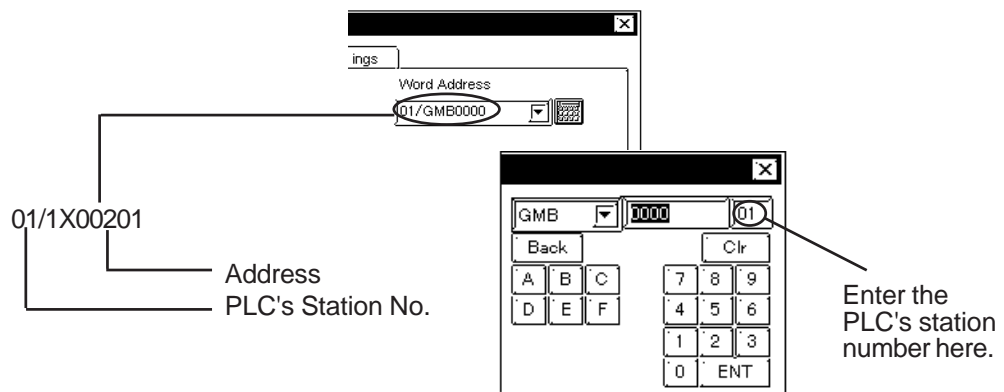 ings
Word Address
01/GMB0000
01/1X00201
Address
PLC's Station No.
GMB 0000 01
Back Clr
A B C 7 8 9
D E F 4 5 6
1 2 3
0 ENT
Enter the
PLC's station
number here.